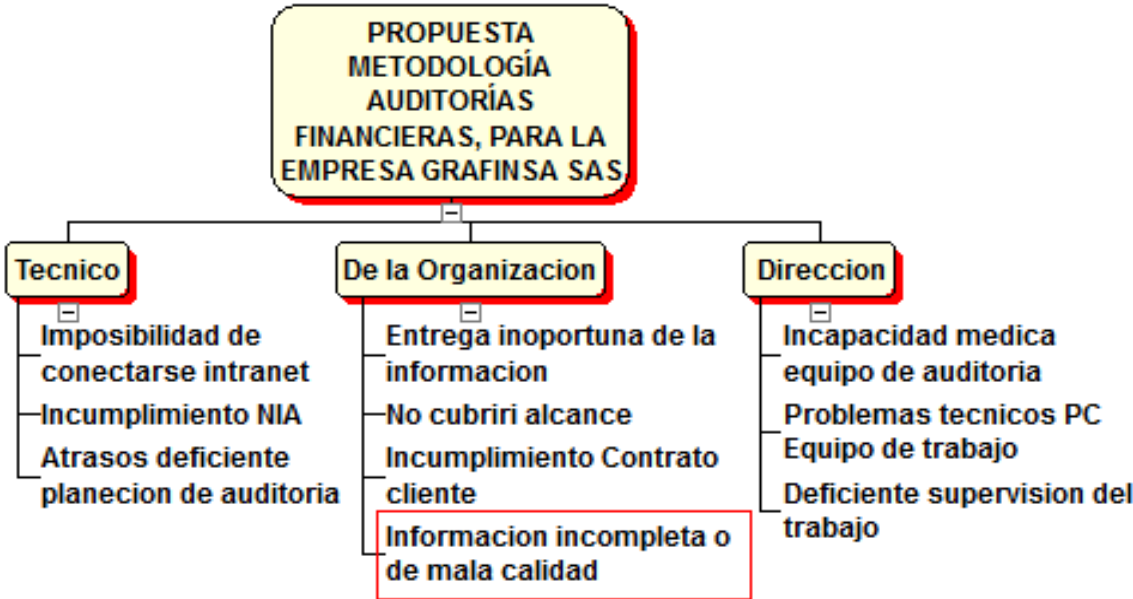 PROPUESTA
METODOLOGÍA
AUDITORÍAS
FINANCIERAS, PARA LA
EMPRESA GRAFINSA SAS
Tecnico
Imposibilidad de
conectarse intranet
Incumplimiento NIA
Atrasos deficiente
planecion de auditoria
De la Organizacion
Entrega inoportuna de la
informacion
No cubriri alcance
Incumplimiento Contrato
cliente
Informacion incompleta o
de mala calidad
Direccion
Incapacidad medica
equipo de auditoria
Problemas tecnicos PC
Equipo de trabajo
Deficiente supervision del
trabajo